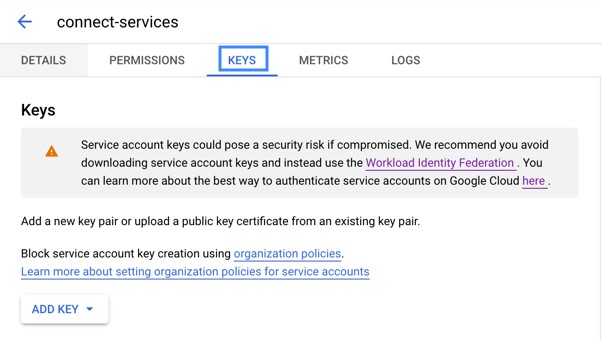 connect-services
DETAILS PERMISSIONS KEYS METRICS LOGS
Keys
Service account keys could pose a security risk if compromised. We recommend you avoid
downloading service account keys and instead use the Workload Identity Federation . You
can learn more about the best way to authenticate service accounts on Google Cloud here .
Add a new key pair or upload a public key certificate from an existing key pair.
Block service account key creation using organization policies.
Learn more about setting organization policies for service accounts
ADD KEY